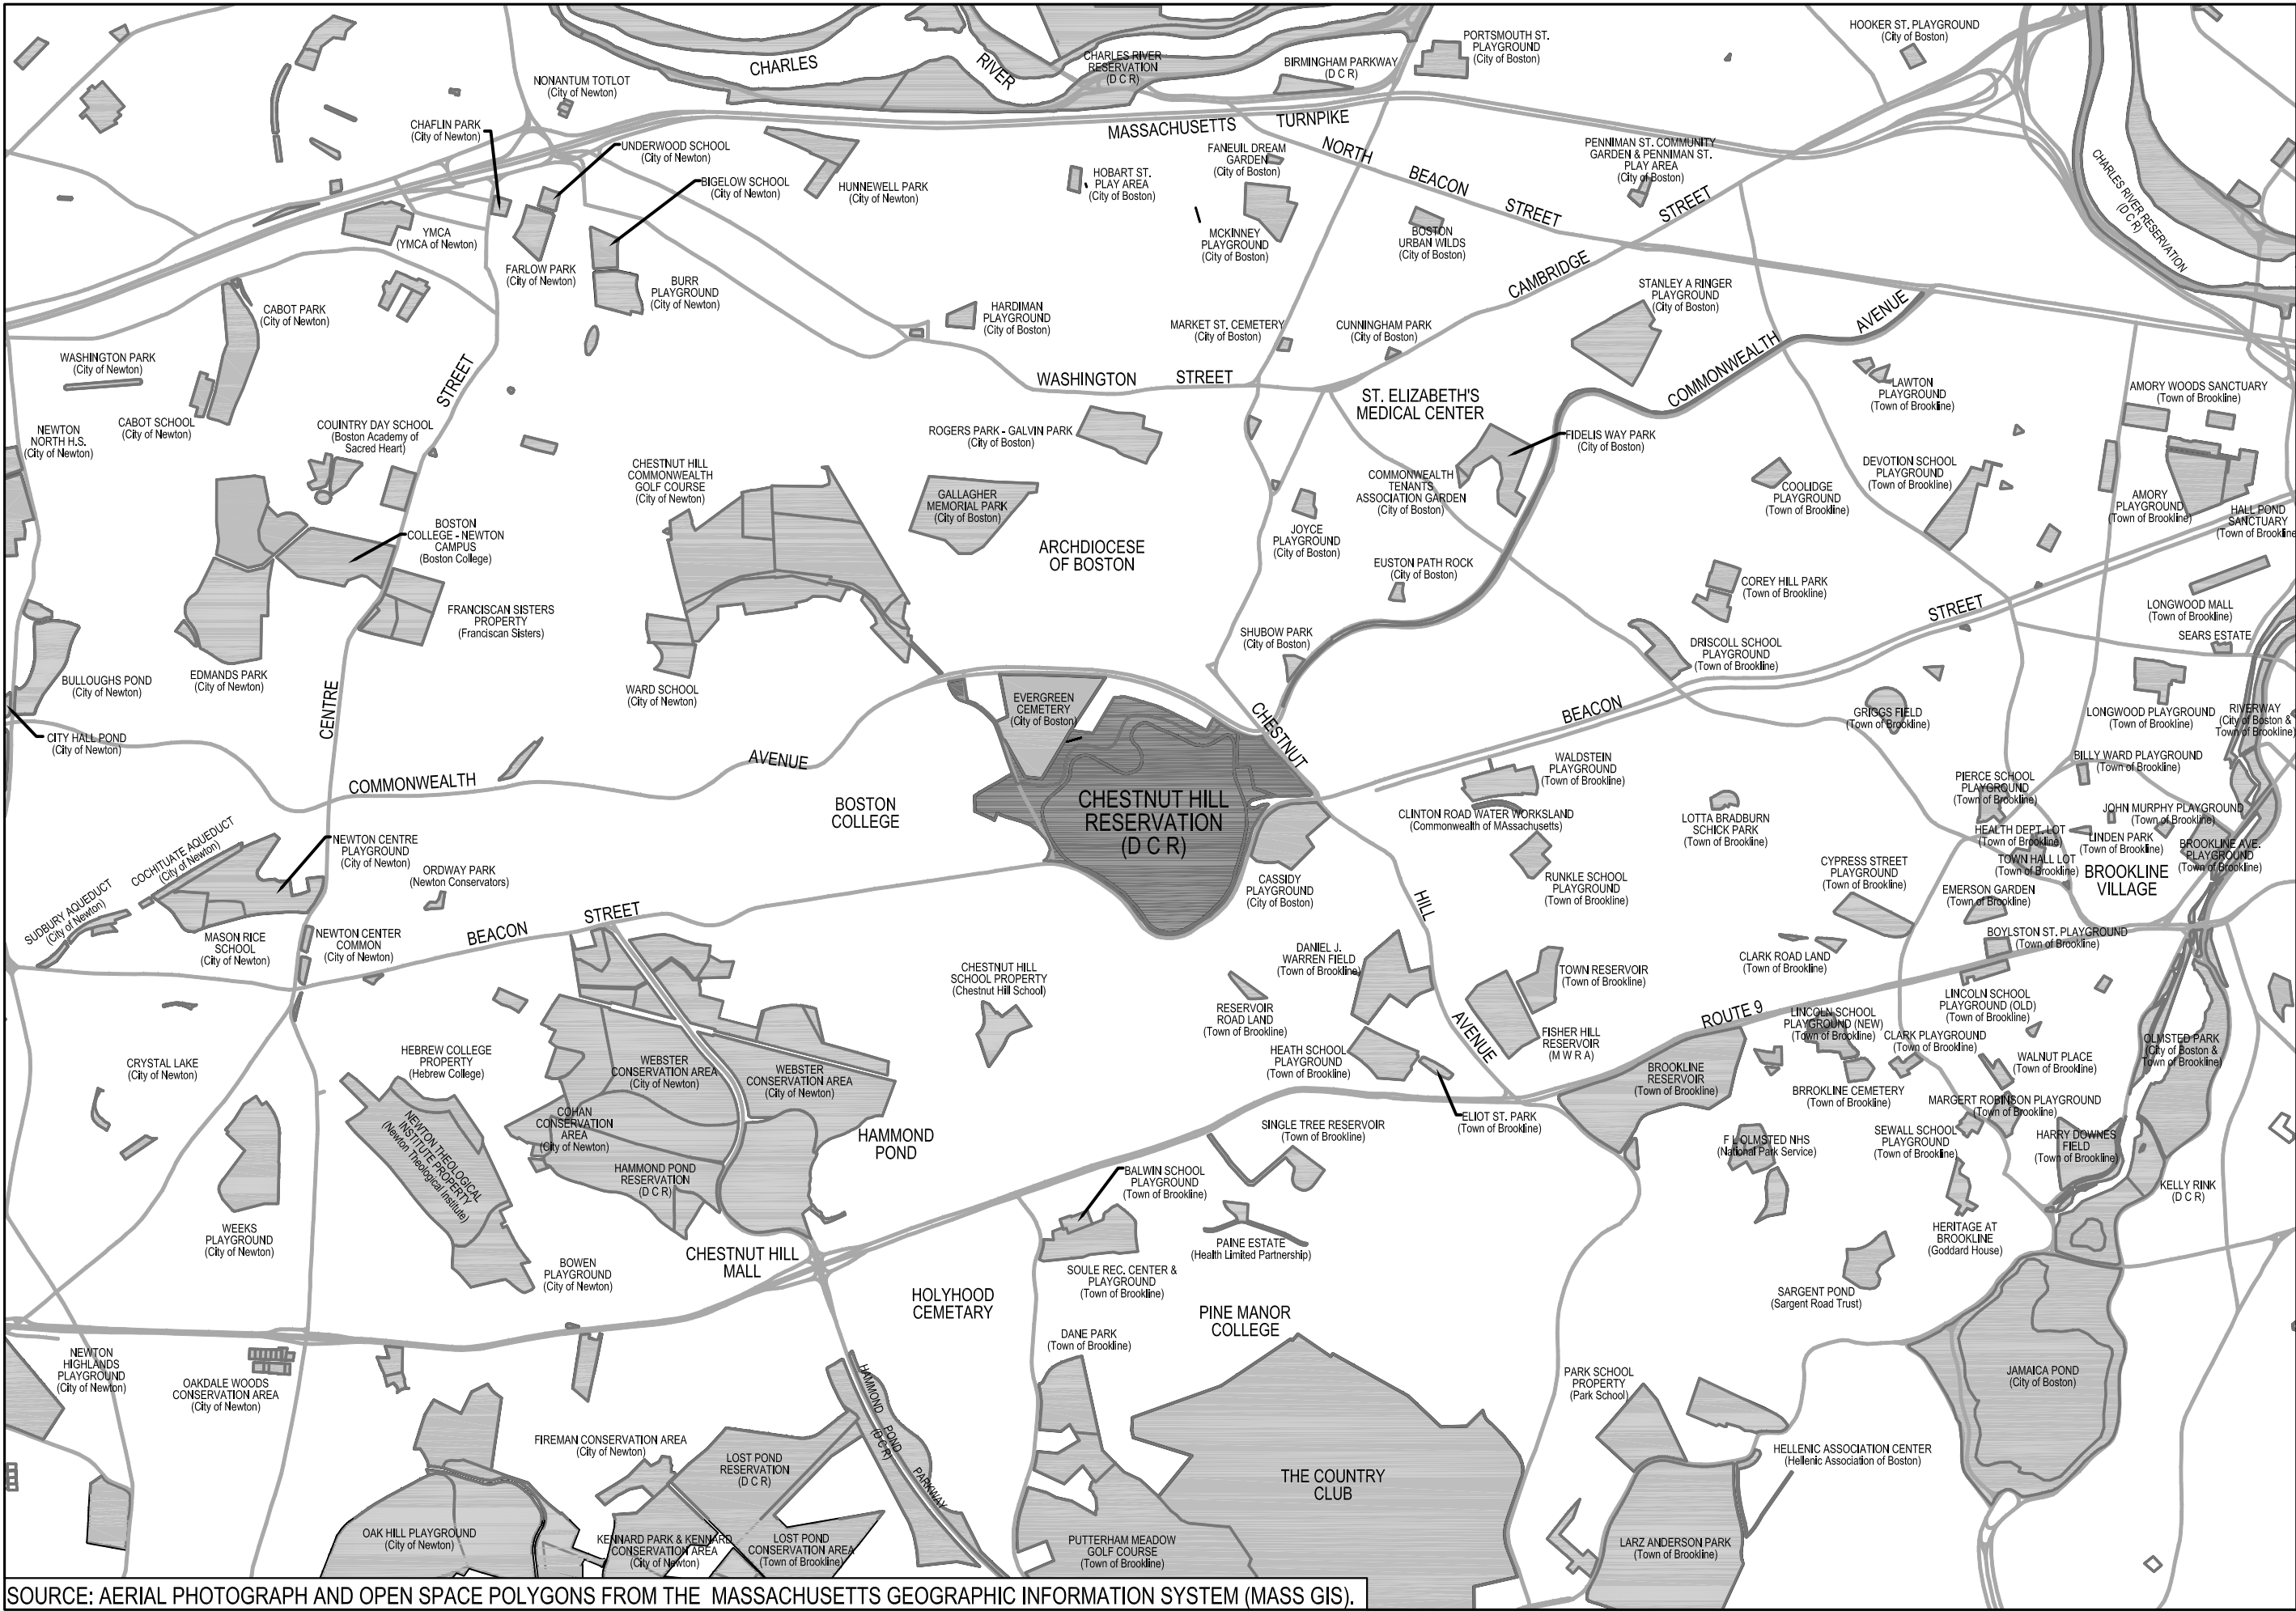 CHARLES
RIVER
CHARLES RIVER
RESERVATION
(D C R)
BIRMINGHAM PARKWAY
(D C R)
PORTSMOUTH ST.
PLAYGROUND
(City of Boston)
HOOKER ST. PLAYGROUND
(City of Boston)
NONANTUM TOTLOT
(City of Newton)
CHAFLIN PARK
(City of Newton)
UNDERWOOD SCHOOL
(City of Newton)
BIGELOW SCHOOL
(City of Newton)
HUNNEWELL PARK
(City of Newton)
MASSACHUSETTS TURNPIKE
HOBART ST.
PLAY AREA
(City of Boston)
FANEUIL DREAM
GARDEN
(City of Boston)
NORTH
BEACON
STREET
PENNIMAN ST. COMMUNITY
GARDEN & PENNIMAN ST.
PLAY AREA
(City of Boston)
STREET
CAMBRIDGE
CHARLES RIVER RESERVATION
(D C R)
YMCA
(YMCA of Newton)
FARLOW PARK
(City of Newton)
BURR
PLAYGROUND
(City of Newton)
MCKINNEY
PLAYGROUND
(City of Boston)
BOSTON
URBAN WILDS
(City of Boston)
STANLEY A RINGER
PLAYGROUND
(City of Boston)
CABOT PARK
(City of Newton)
HARDIMAN
PLAYGROUND
(City of Boston)
MARKET ST. CEMETERY
(City of Boston)
CUNNINGHAM PARK
(City of Boston)
COMMONWEALTH
AVENUE
WASHINGTON PARK
(City of Newton)
STREET
WASHINGTON STREET
ST. ELIZABETH'S
MEDICAL CENTER
LAWTON
PLAYGROUND
(Town of Brookline)
AMORY WOODS SANCTUARY
(Town of Brookline)
NEWTON
NORTH H.S.
(City of Newton)
CABOT SCHOOL
(City of Newton)
COUINTRY DAY SCHOOL
(Boston Academy of
Sacred Heart)
ROGERS PARK - GALVIN PARK
(City of Boston)
FIDELIS WAY PARK
(City of Boston)
CHESTNUT HILL
COMMONWEALTH
GOLF COURSE
(City of Newton)
GALLAGHER
MEMORIAL PARK
(City of Boston)
COMMONWEALTH
TENANTS
ASSOCIATION GARDEN
(City of Boston)
COOLIDGE
PLAYGROUND
(Town of Brookline)
DEVOTION SCHOOL
PLAYGROUND
(Town of Brookline)
AMORY
PLAYGROUND
(Town of Brookline)
HALL POND
SANCTUARY
(Town of Brookline
BOSTON
COLLEGE - NEWTON
CAMPUS
(Boston College)
ARCHDIOCESE
OF BOSTON
JOYCE
PLAYGROUND
(City of Boston)
EUSTON PATH ROCK
(City of Boston)
COREY HILL PARK
(Town of Brookline)
LONGWOOD MALL
(Town of Brookline)
FRANCISCAN SISTERS
PROPERTY
(Franciscan Sisters)
SHUBOW PARK
(City of Boston)
DRISCOLL SCHOOL
PLAYGROUND
(Town of Brookline)
STREET
SEARS ESTATE
BULLOUGHS POND
(City of Newton)
EDMANDS PARK
(City of Newton)
CENTRE
WARD SCHOOL
(City of Newton)
EVERGREEN
CEMETERY
(City of Boston)
CHESTNUT
BEACON
GRIGGS FIELD
(Town of Brookline)
LONGWOOD PLAYGROUND
(Town of Brookline)
RIVERWAY
(City of Boston &
Town of Brookline)
CITY HALL POND
(City of Newton)
COMMONWEALTH
AVENUE
BOSTON
COLLEGE
CHESTNUT HILL
RESERVATION
(D C R)
WALDSTEIN
PLAYGROUND
(Town of Brookline)
CLINTON ROAD WATER WORKSLAND
(Commonwealth of MAssachusetts)
LOTTA BRADBURN
SCHICK PARK
(Town of Brookline)
PIERCE SCHOOL
PLAYGROUND
(Town of Brookline)
BILLY WARD PLAYGROUND
(Town of Brookline)
JOHN MURPHY PLAYGROUND
(Town of Brookline)
HEALTH DEPT. LOT
(Town of Brookline)
LINDEN PARK
(Town of Brookline)
TOWN HALL LOT
(Town of Brookline)
BROOKLINE AVE.
PLAYGROUND
(Town of Brookline)
BROOKLINE
VILLAGE
COCHITUATE AQUEDUCT
(City of Newton)
SUDBURY AQUEDUCT
(City of Newton)
NEWTON CENTRE
PLAYGROUND
(City of Newton)
ORDWAY PARK
(Newton Conservators)
CASSIDY
PLAYGROUND
(City of Boston)
HILL
RUNKLE SCHOOL
PLAYGROUND
(Town of Brookline)
CYPRESS STREET
PLAYGROUND
(Town of Brookline)
EMERSON GARDEN
(Town of Brookline)
BOYLSTON ST. PLAYGROUND
(Town of Brookline)
MASON RICE
SCHOOL
(City of Newton)
NEWTON CENTER
COMMON
(City of Newton)
BEACON
STREET
CHESTNUT HILL
SCHOOL PROPERTY
(Chestnut Hill School)
DANIEL J.
WARREN FIELD
(Town of Brookline)
TOWN RESERVOIR
(Town of Brookline)
CLARK ROAD LAND
(Town of Brookline)
LINCOLN SCHOOL
PLAYGROUND (OLD)
(Town of Brookline)
RESERVOIR
ROAD LAND
(Town of Brookline)
AVENUE
ROUTE 9
LINCOLN SCHOOL
PLAYGROUND (NEW)
(Town of Brookline)
CLARK PLAYGROUND
(Town of Brookline)
FISHER HILL
RESERVOIR
(M W R A)
OLMSTED PARK
(City of Boston &
Town of Brookline)
CRYSTAL LAKE
(City of Newton)
HEBREW COLLEGE
PROPERTY
(Hebrew College)
WEBSTER
CONSERVATION AREA
(City of Newton)
WEBSTER
CONSERVATION AREA
(City of Newton)
HEATH SCHOOL
PLAYGROUND
(Town of Brookline)
BROOKLINE
RESERVOIR
(Town of Brookline)
BRROKLINE CEMETERY
(Town of Brookline)
WALNUT PLACE
(Town of Brookline)
MARGERT ROBINSON PLAYGROUND
(Town of Brookline)
NEWTON THEOLOGICAL
INSTITUTE PROPERTY
(Newton Theological Institute)
COHAN
CONSERVATION
AREA
(City of Newton)
HAMMOND
POND
SINGLE TREE RESERVOIR
(Town of Brookline)
ELIOT ST. PARK
(Town of Brookline)
F L OLMSTED NHS
(National Park Service)
SEWALL SCHOOL
PLAYGROUND
(Town of Brookline)
HARRY DOWNES
FIELD
(Town of Brookline)
HAMMOND POND
RESERVATION
(D C R)
BALWIN SCHOOL
PLAYGROUND
(Town of Brookline)
KELLY RINK
(D C R)
WEEKS
PLAYGROUND
(City of Newton)
CHESTNUT HILL
MALL
PAINE ESTATE
(Health Limited Partnership)
HERITAGE AT
BROOKLINE
(Goddard House)
BOWEN
PLAYGROUND
(City of Newton)
SOULE REC. CENTER &
PLAYGROUND
(Town of Brookline)
HOLYHOOD
CEMETARY
PINE MANOR
COLLEGE
SARGENT POND
(Sargent Road Trust)
DANE PARK
(Town of Brookline)
NEWTON
HIGHLANDS
PLAYGROUND
(City of Newton)
OAKDALE WOODS
CONSERVATION AREA
(City of Newton)
HAMMOND POND PARKWAY
(D C R)
PARK SCHOOL
PROPERTY
(Park School)
JAMAICA POND
(City of Boston)
FIREMAN CONSERVATION AREA
(City of Newton)
LOST POND
RESERVATION
(D C R)
THE COUNTRY
CLUB
HELLENIC ASSOCIATION CENTER
(Hellenic Association of Boston)
OAK HILL PLAYGROUND
(City of Newton)
KENNARD PARK & KENNARD
CONSERVATION AREA
(City of Newton)
LOST POND
CONSERVATION AREA
(Town of Brookline)
PUTTERHAM MEADOW
GOLF COURSE
(Town of Brookline)
LARZ ANDERSON PARK
(Town of Brookline)
SOURCE: AERIAL PHOTOGRAPH AND OPEN SPACE POLYGONS FROM THE MASSACHUSETTS GEOGRAPHIC INFORMATION SYSTEM (MASS GIS).